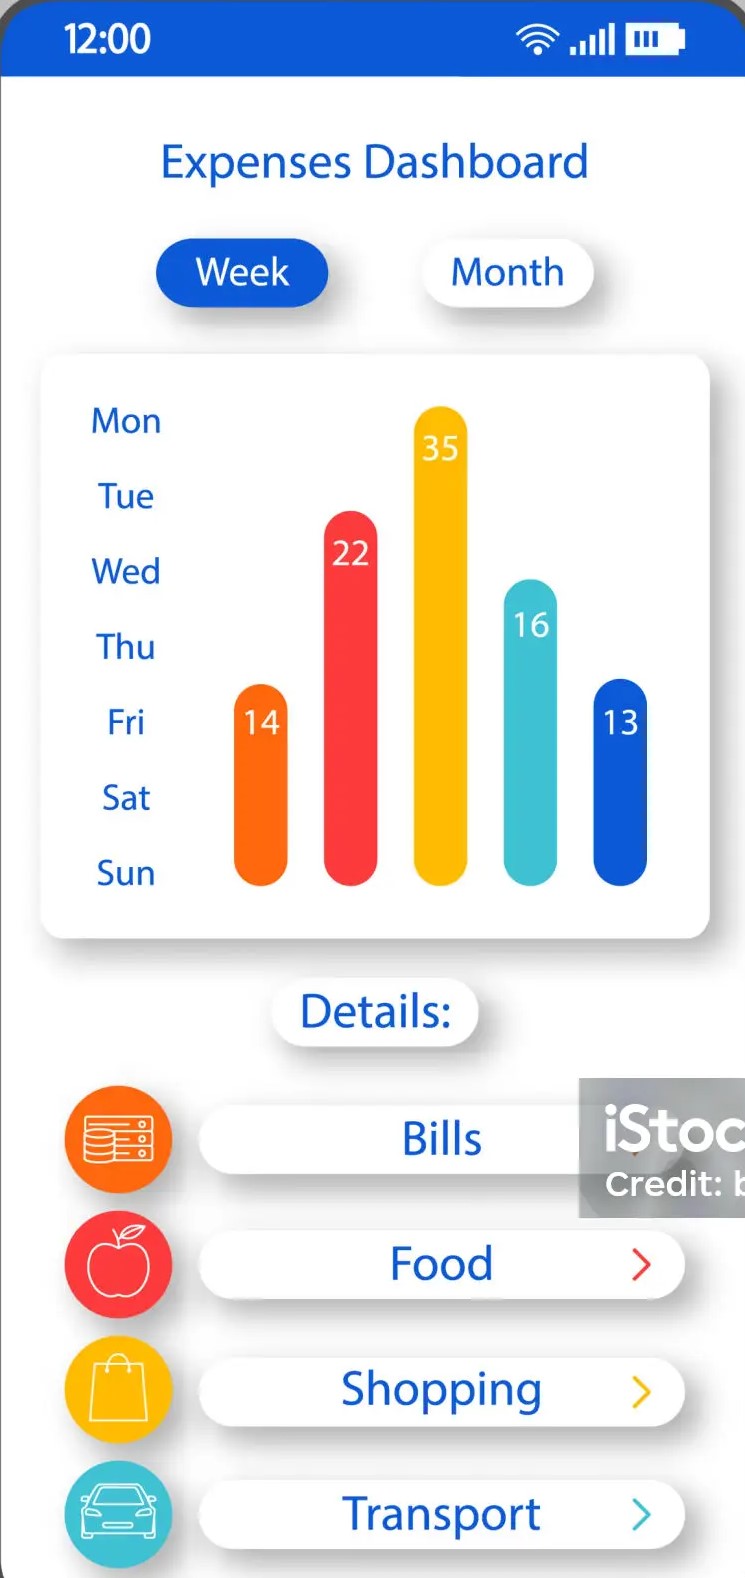 12:00
Expenses Dashboard
Week
Month
Mon
Tue
Wed
Thu
Fri
Sat
Sun
14
22
35
16
13
Details:
Bills
Food
Shopping
Transport
iStoc
Credit: b